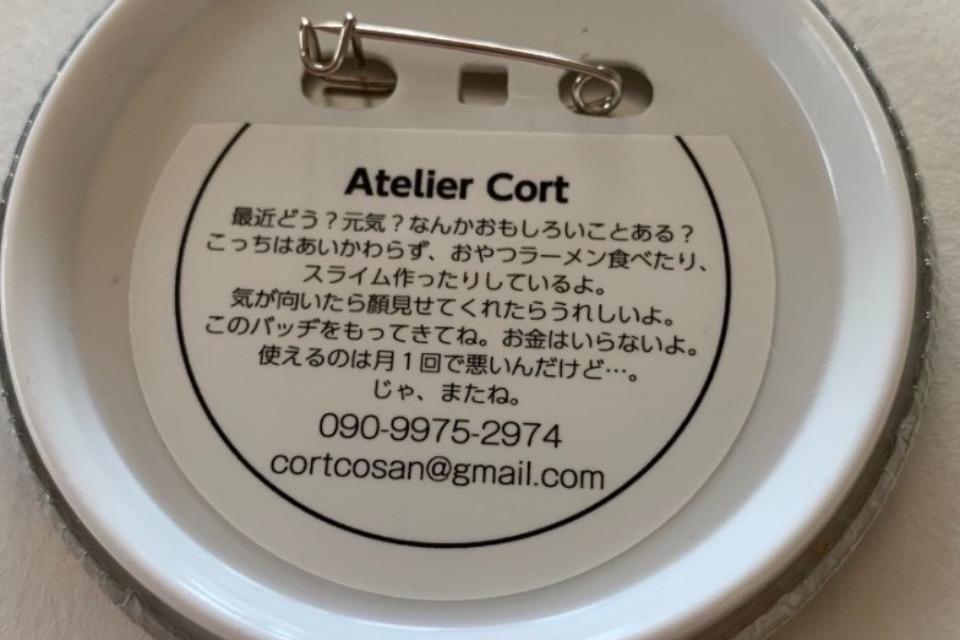 Atelier Cort
最近どう？元気？なんかおもしろいことある？
こっちはあいかわらず、おやつラーメン食べたり、
スライム作ったりしているよ。
気が向いたら顔見せてくれたらうれしいよ。
このバッヂをもってきてね。お金はいらないよ。
使えるのは月１回で悪いんだけど…。
じゃ、またね。
090-9975-2974
cortcosan@gmail.com